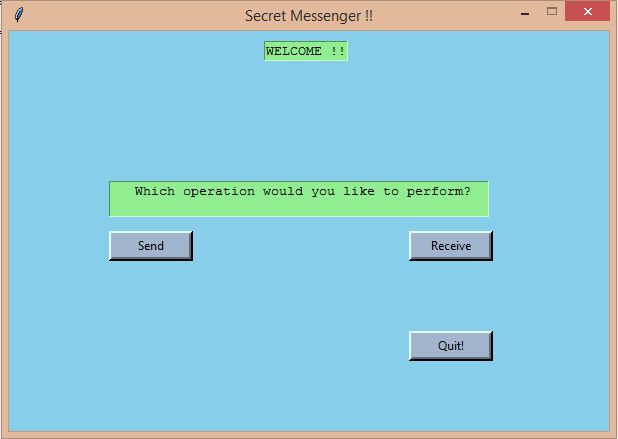 Secret Messenger !!
WELCOME !!
Which operation would you like to perform?
Send
Receive
Quit!